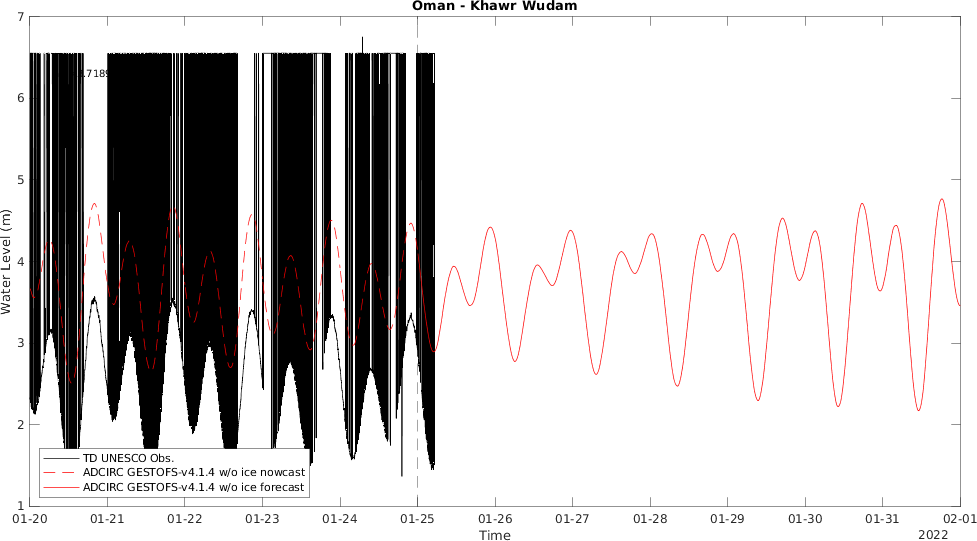 Oman - Khawr Wudam
7
6
5
4
3
2
1
Water Level (m)
.7189
TD UNESCO Obs.
ADCIRC GESTOFS-v4.1.4 w/o ice nowcast
ADCIRC GESTOFS-v4.1.4 w/o ice forecast
01-20 01-21 01-22 01-23 01-24 01-25 01-26 01-27 01-28 01-29 01-30 01-31 02-01
Time
2022